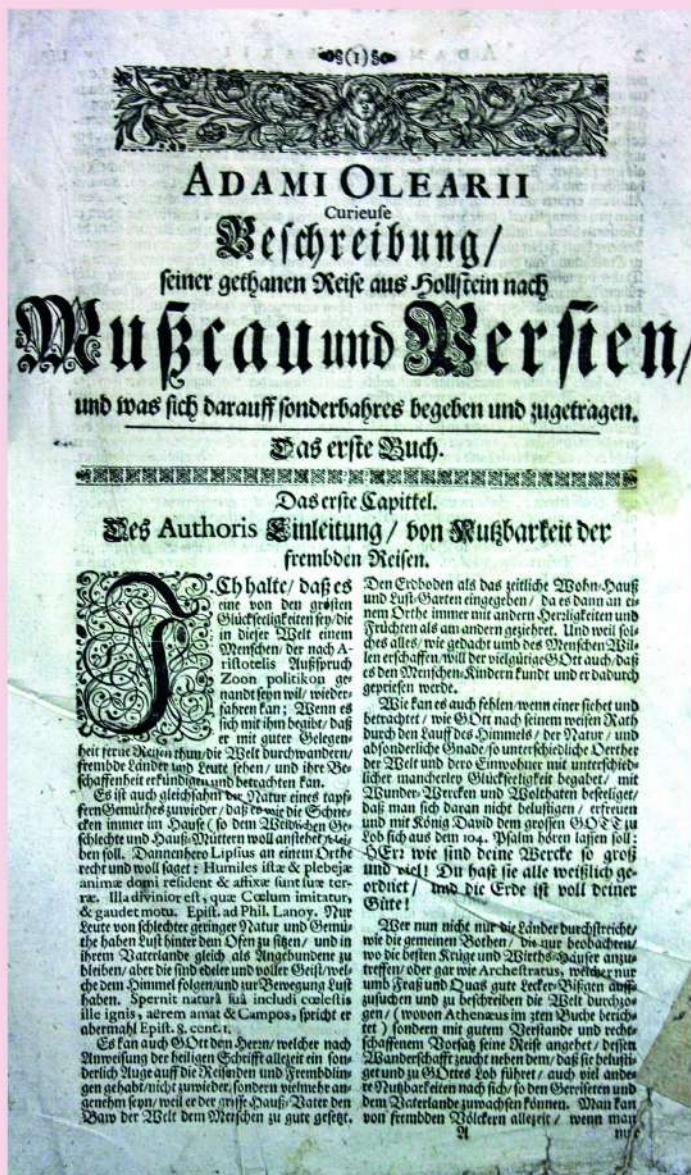 (1)
ADAMI OLEARII
Curieuse
Beschreibung/
seiner gethanen Reise aus Hollstein nach
Mußcau und Persien/
und was sich darauff sonderbahres begeben und zugetragen.
Das erste Buch.
Das erste Capittel.
Des Authoris Einleitung / von Nutzbarkeit der
frembden Reisen.
ICh halte/ daß es
eine von den grösten
Glückseeligkeiten sey/die
in dieser Welt einem
Menschen/ der nach A-
ristotelis Außspruch
Zoon politikon ge-
nandt seyn wil/ wieder-
fahren kan; Wenn es
sich mit ihm begibt/ daß
er mit guter Gelegen-
heit ferne Reizen thun/die Welt durchwandern/
frembde Länder und Leute sehen/ und ihre Be-
schaffenheit erkündigen und betrachten kan.
Es ist auch gleichsahm der Natur eines tapf-
fern Gemüthes zuwieder/ daß es wie die Schne-
cken immer im Hause (so dem Weiblichen Ge-
schlechte und Hauß-Müttern woll anstehet)
ben soll. Dannenhero Lipsius an einem Orthe
recht und woll saget: Humiles istæ & plebejæ
animæ domi resident & affixæ sunt suæ ter-
ræ. Illa divinior est, quæ Cœlum imitatur,
& gaudet motu. Epist. ad Phil. Lanoy. Nur
Leute von schlechter geringer Natur und Gemü-
the haben Lust hinter dem Ofen zu sitzen/ und in
ihrem Vaterlande gleich als Angebundene zu
bleiben/ aber die sind edeler und voller Geist/wel-
che dem Himmel folgen/und zur Bewegung Lust
haben. Spernit naturâ suâ includi cœlestis
ille ignis, aërem amat & Campos, spricht er
abermahl Epist. 8. cent. 1.
Es kan auch GOtt dem Herrn/ welcher nach
Anweisung der heiligen Schrifft allezeit ein son-
derlich Auge auff die Reisenden und Frembdlin-
gen gehabt/nicht zuwieder, sondern vielmehr an-
genehm seyn/ weil er der grosse Hauß-Vater den
Baw der Welt dem Menschen zu gute gesetzt.
Den Erdboden als das zeitliche Wohn-Hauß
und Lust-Garten eingegeben/ da es dann an ei-
nem Orthe immer mit andern Herzligkeiten und
Früchten als am andern geziehret. Und weil sol-
ches alles/ wie gedacht umb des Menschen Wil-
len erschaffen/ will der vielgütige GOtt auch/ daß
es den Menschen-Kindern kundt und er dadurch
gepriesen werde.
Wie kan es auch fehlen/ wenn einer siehet und
betrachtet/ wie GOtt nach seinem weisen Rath
durch den Lauff des Himmels/ der Natur/ und
absonderliche Gnade/ so unterschiedliche Oerther
der Welt und dero Einwohner mit unterschied-
licher mancherley Glückseeligkeit begabet/ mit
Wunder-Wercken und Wolthaten beseeliget/
daß man sich daran nicht belustigen/ erfreuen
und mit König David dem grossen GOTT zu
Lob sich aus dem 104. Psalm hören lassen soll:
HErr wie sind deine Wercke so groß
und viel! Du hast sie alle weißlich ge-
ordnet/ und die Erde ist voll deiner
Güte!
Wer nun nicht nur die Länder durchstreicht/
wie die gemeinen Bothen/ die nur beobachten/
wo die besten Krüge und Wirths-Häuser anzu-
treffen/ oder gar wie Archestratus, welcher nur
umb Fraß und Quas gute Lecker-Bißgen auff-
zusuchen und zu beschreiben die Welt durchzo-
gen/ (wovon Athenæus im 3ten Buche berich-
tet) sondern mit gutem Verstande und recht-
schaffenem Vorsatz seine Reise angehet/ dessen
Wanderschafft zeucht neben dem/ daß sie belusti-
get und zu GOttes Lob führet/ auch viel ande-
re Nutzbarkeiten nach sich/ so den Gereiseten und
dem Vaterlande zuwachsen können. Man kan
von frembden Völckern allezeit/ wenn man
A